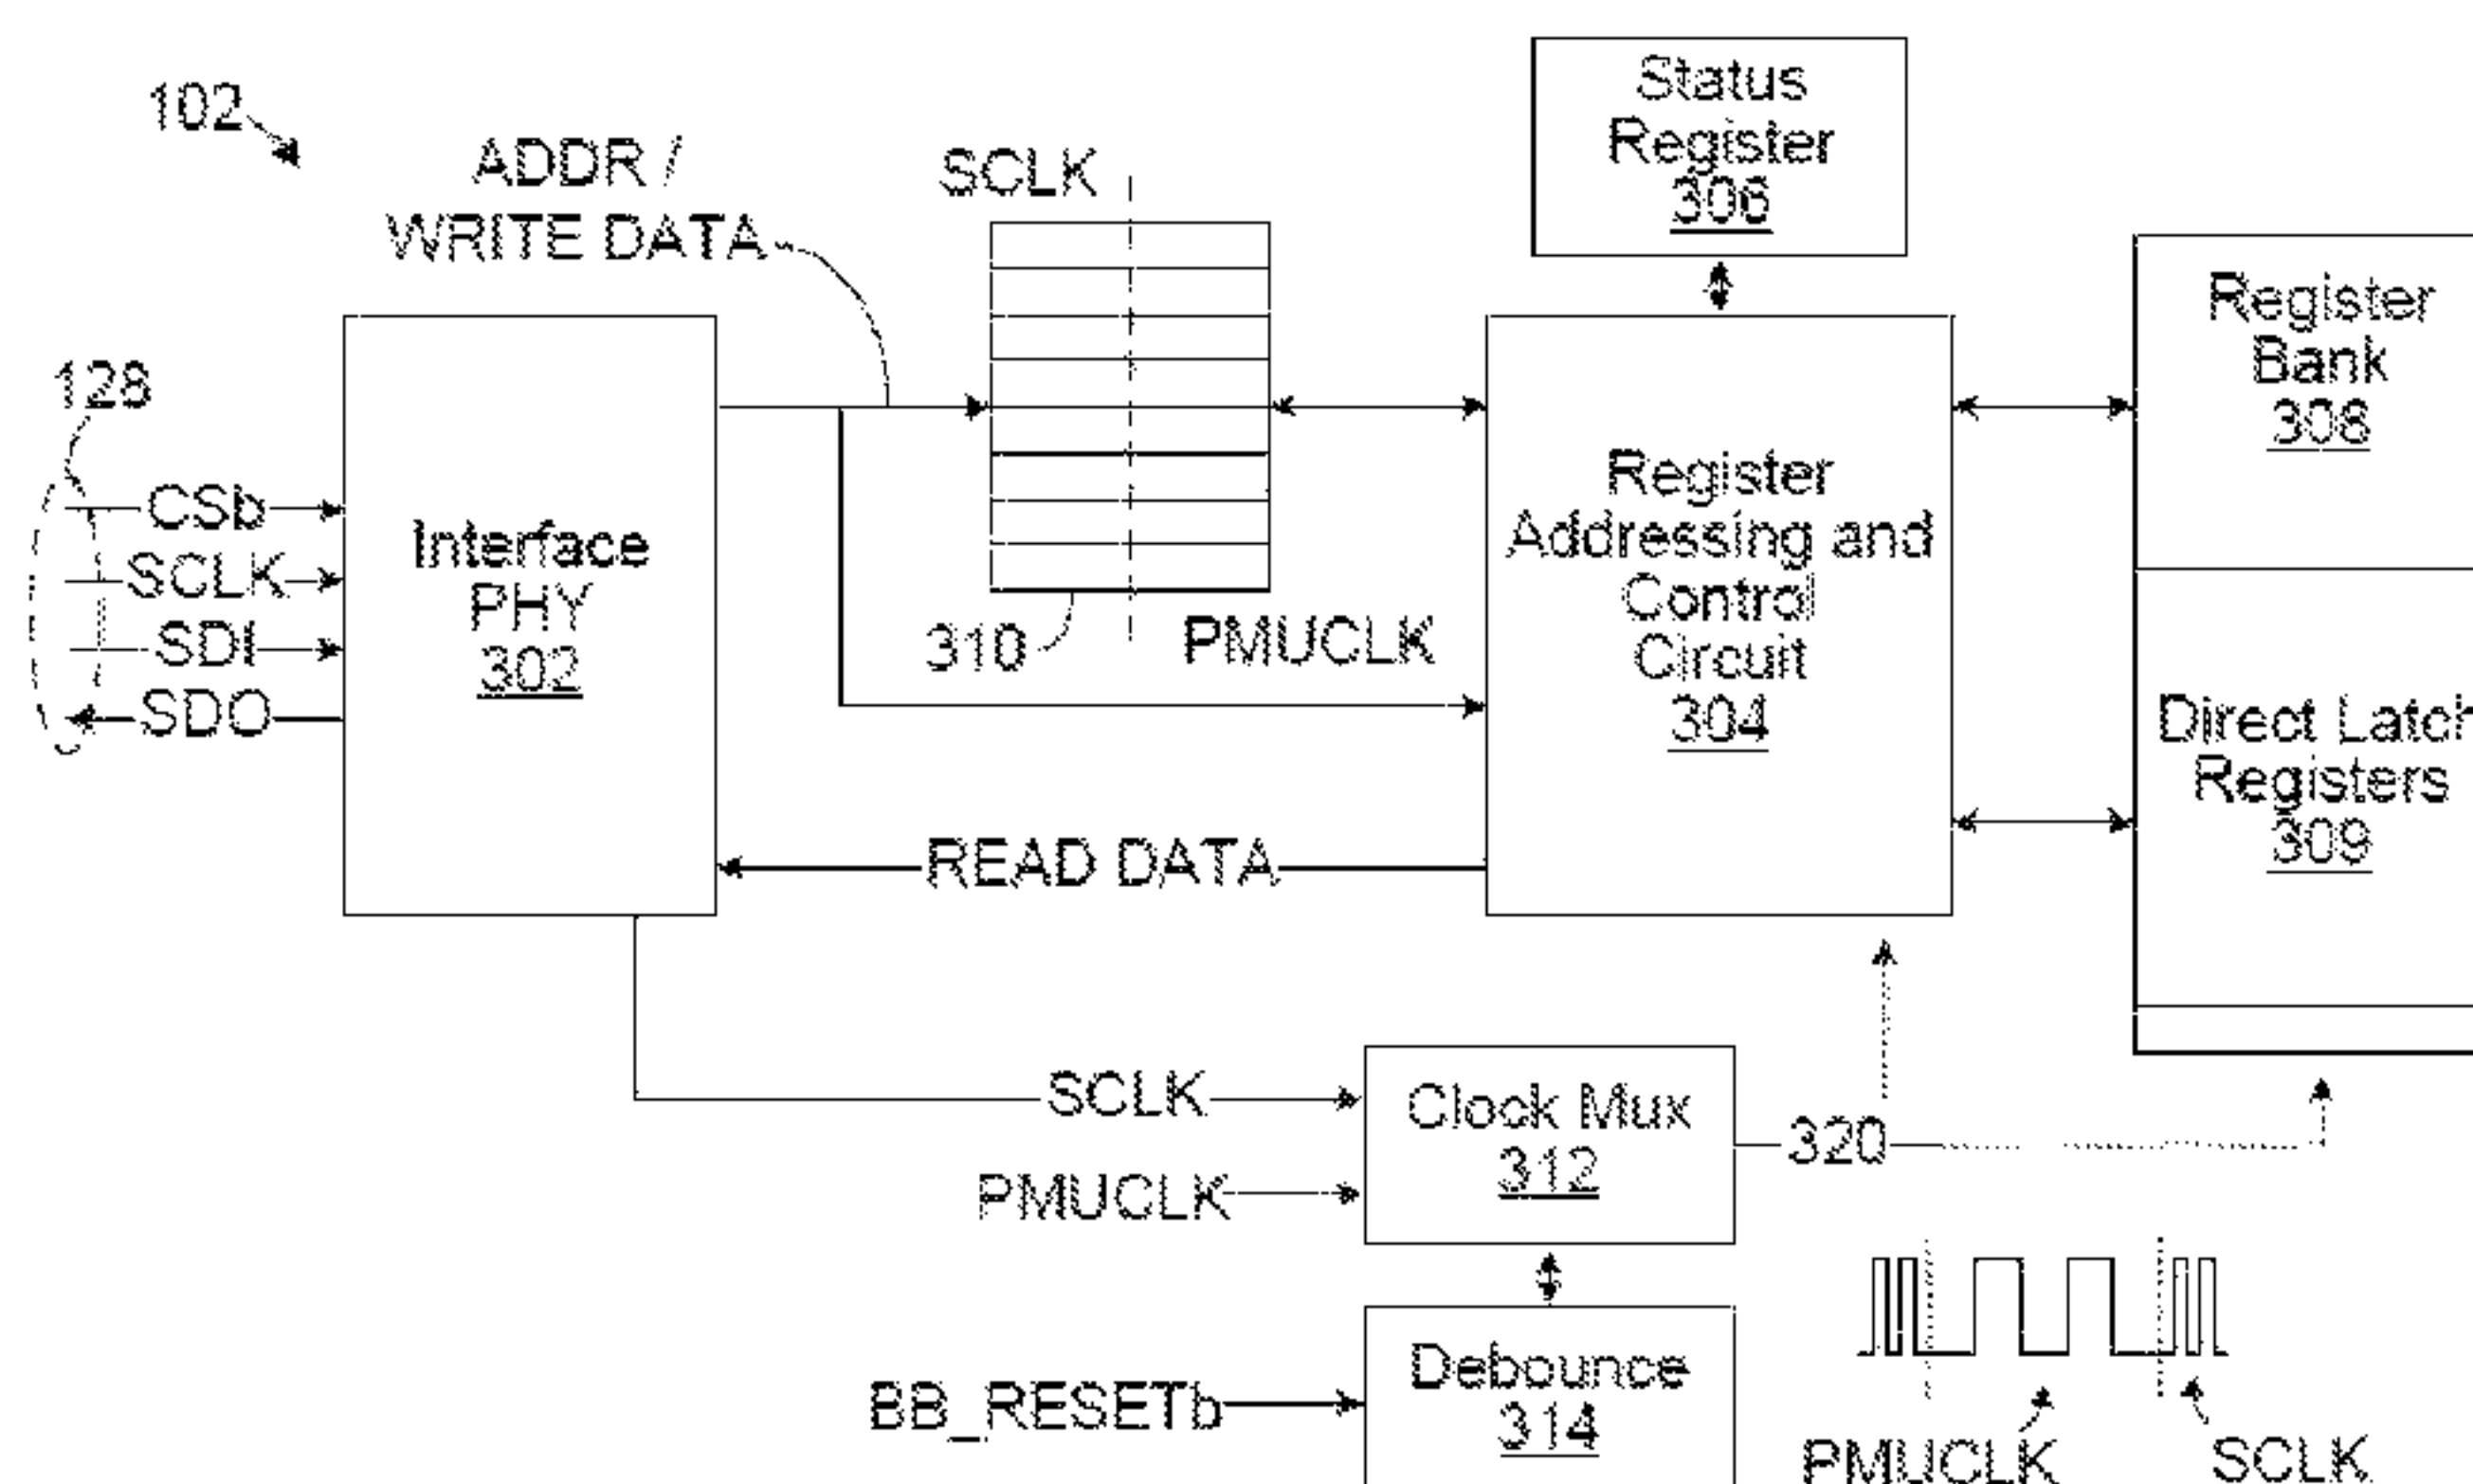 102
ADDR /
WRITE DATA
SCLK
Status
Register
306
Register
Bank
308
128
CSb
SCLK
SDI
SDO
Interface
PHY
302
310
PMUCLK
Register
Addressing and
Control
Circuit
304
Direct Latch
Registers
309
READ DATA
SCLK
PMUCLK
Clock Mux
312
320
BB_RESETb
Debounce
314
PMUCLK
SCLK